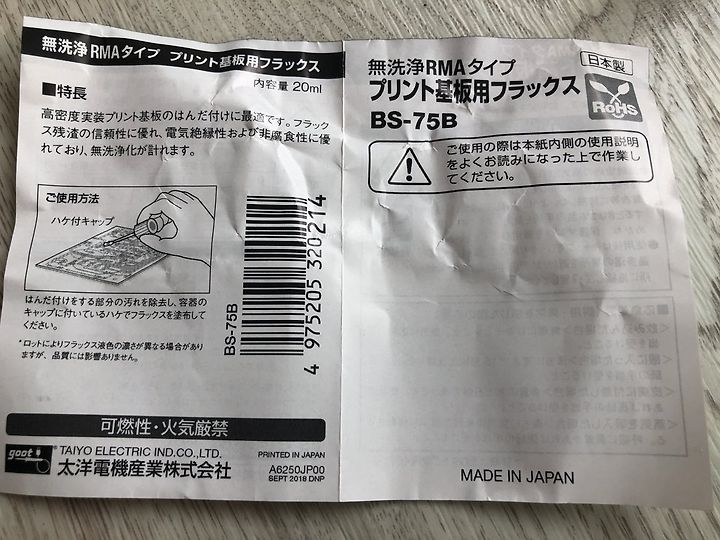 無洗浄RMAタイプ プリント基板用フラックス
内容量 20ml
■特長
高密度実装プリント基板のはんだ付けに最適です。フラック
ス残渣の信頼性に優れ、電気絶縁性および非腐食性に優
れており、無洗浄化が計れます。
ご使用方法
ハケ付キャップ
はんだ付けをする部分の汚れを除去し、容器の
キャップに付いているハケでフラックスを塗布して
ください。
*ロットによりフラックス液色の濃さが異なる場合があり
ますが、品質には影響ありません。
BS-75B
4 975205 320214
可燃性・火気厳禁
goot
TAIYO ELECTRIC IND.CO.,LTD.
太洋電機産業株式会社
PRINTED IN JAPAN
A6250JP00
SEPT 2018 DNP
日本製
無洗浄RMAタイプ
プリント基板用フラックス
BS-75B
RoHS
ご使用の際は本紙内側の使用説明
をよくお読みになった上で作業し
てください。
MADE IN JAPAN